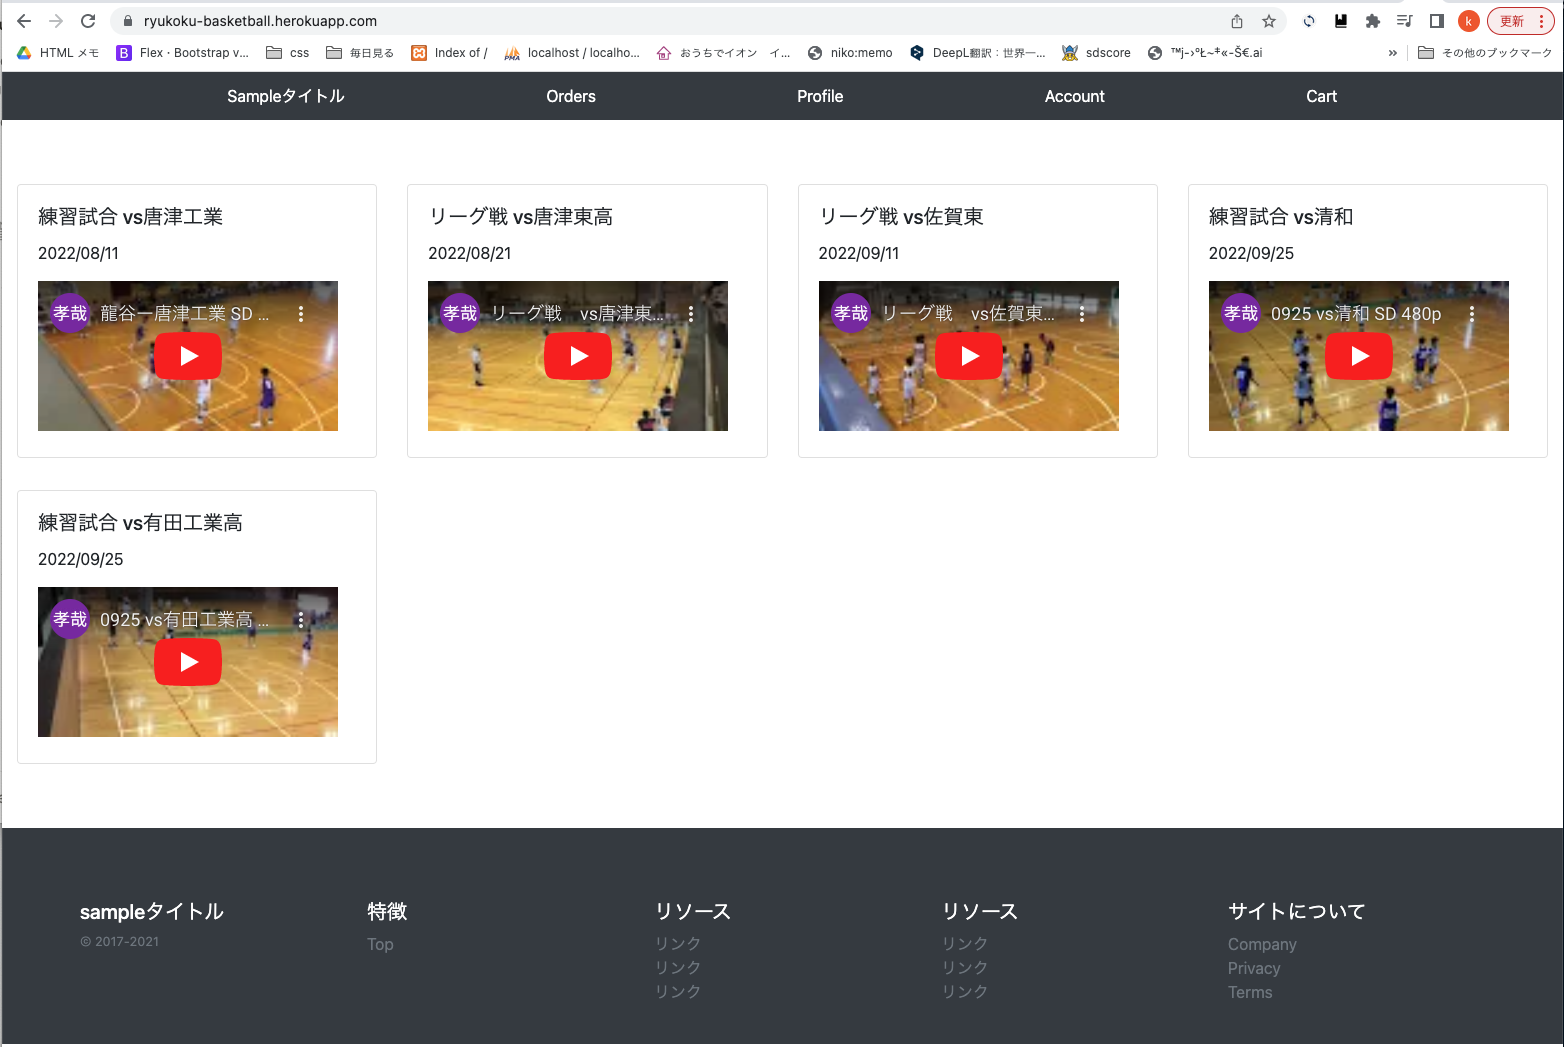 ryukoku-basketball.herokuapp.com
k
更新
HTML メモ
Flex · Bootstrap v...
css
毎日見る
Index of /
localhost / localho...
おうちでイオン イ...
niko:memo
DeepL翻訳：世界一...
sdscore
™j-›°Ł~‡«-Š€.ai
»
その他のブックマーク
Sampleタイトル
Orders
Profile
Account
Cart
練習試合 vs唐津工業
2022/08/11
孝哉
龍谷ー唐津工業 SD ...
リーグ戦 vs唐津東高
2022/08/21
孝哉
リーグ戦　vs唐津東...
リーグ戦 vs佐賀東
2022/09/11
孝哉
リーグ戦　vs佐賀東...
練習試合 vs清和
2022/09/25
孝哉
0925 vs清和 SD 480p
練習試合 vs有田工業高
2022/09/25
孝哉
0925 vs有田工業高 ...
sampleタイトル
© 2017-2021
特徴
Top
リソース
リンク
リンク
リンク
リソース
リンク
リンク
リンク
サイトについて
Company
Privacy
Terms